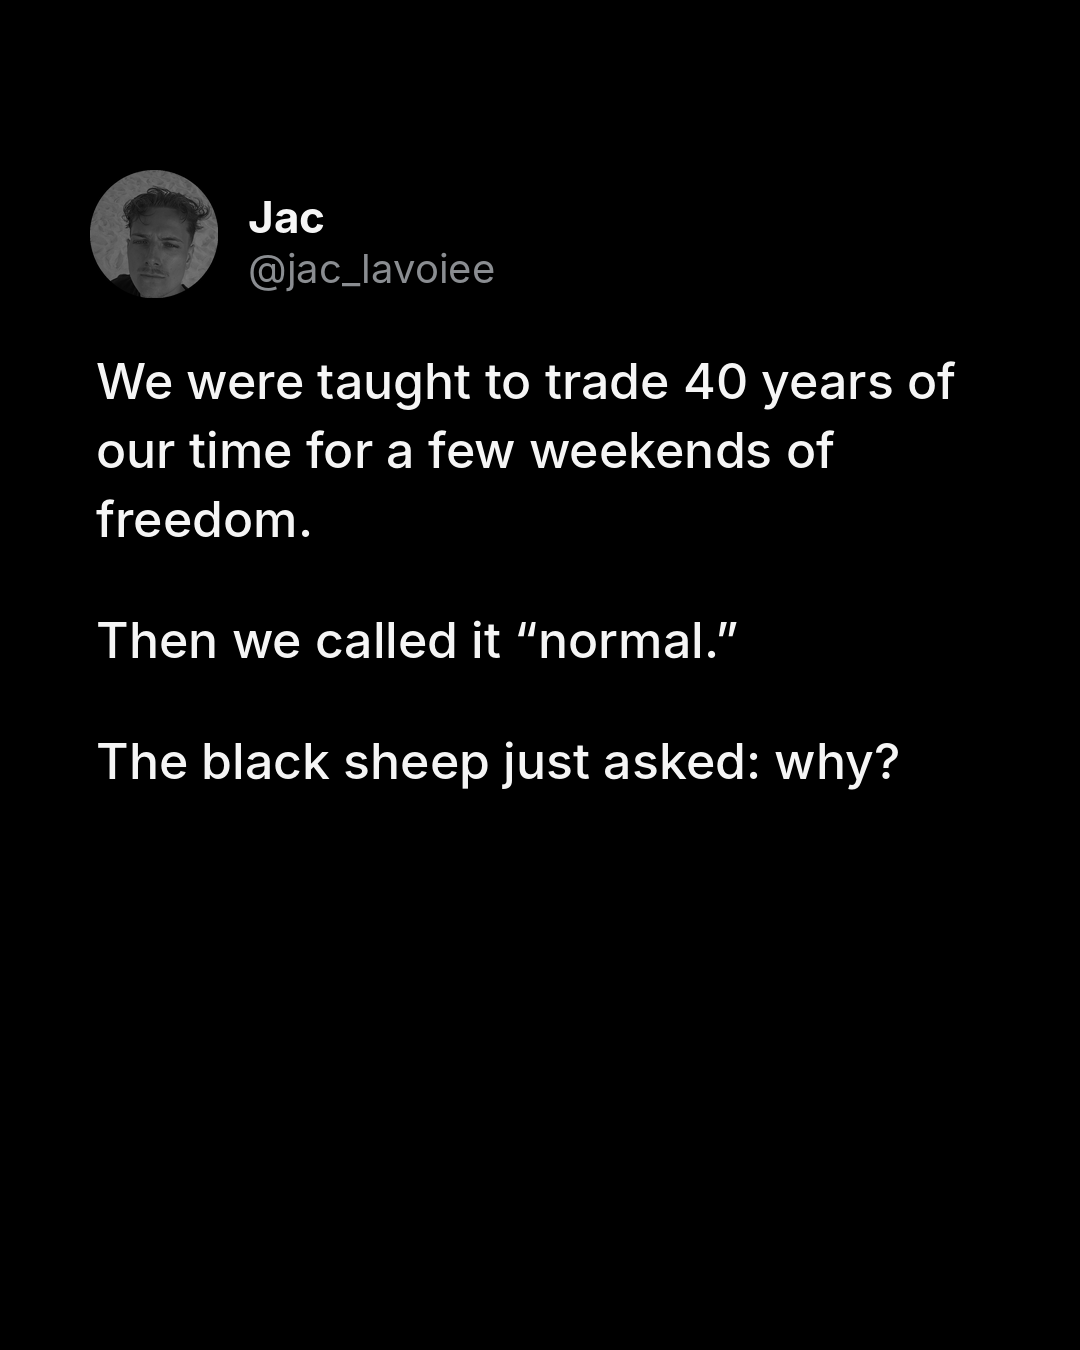 Jac
@jac_lavoiee
We were taught to trade 40 years of
our time for a few weekends of
freedom.
Then we called it “normal.”
The black sheep just asked: why?